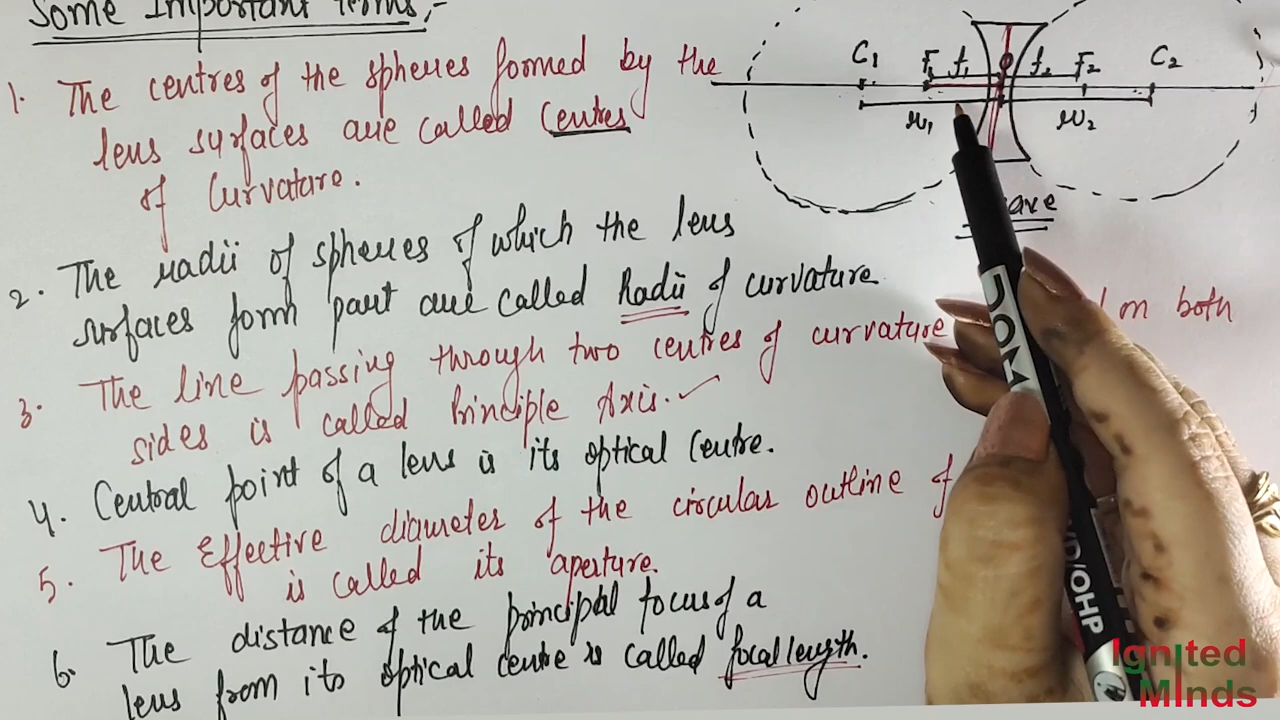 Some Important Terms,-
1. The centres of the spheres formed by the
lens surfaces are called Centres
of Curvature.
2. The radii of spheres of which the lens
surfaces form part are called Radii of curvature
3. The line passing through two centres of curvature on both
sides is called Principle Axis.
4. Central point of a lens is its optical Centre.
5. The Effective diameter of the circular outline of
is called its aperture.
6. The distance of the principal focus of a
lens from its optical centre is called focal length.
C1 F1 f1 O f2 F2 C2
r1 r2
DOMS
VD/OHP
Ignited
Minds